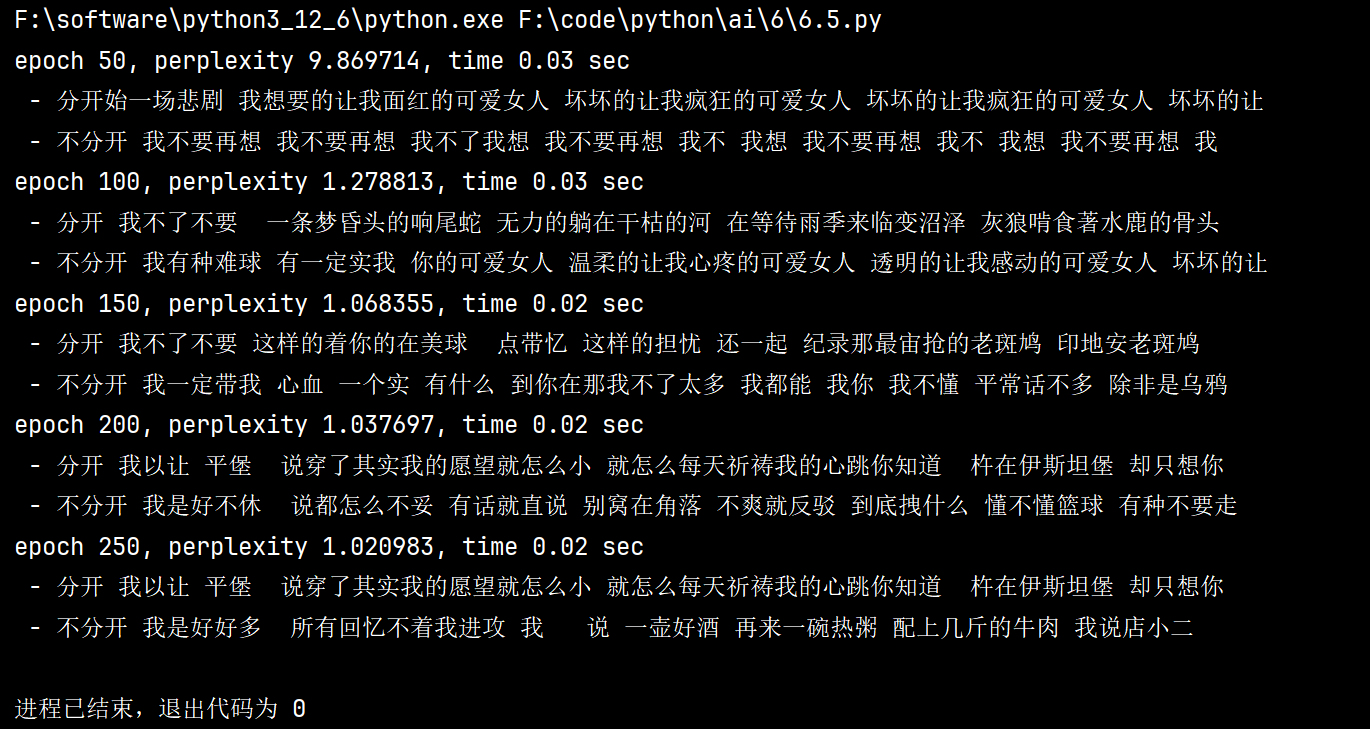 F:\software\python3_12_6\python.exe F:\code\python\ai\6\6.5.py
epoch 50, perplexity 9.869714, time 0.03 sec
 - 分开始一场悲剧 我想要的让我面红的可爱女人 坏坏的让我疯狂的可爱女人 坏坏的让我疯狂的可爱女人 坏坏的让
 - 不分开 我不要再想 我不要再想 我不了我想 我不要再想 我不 我想 我不要再想 我不 我想 我不要再想 我
epoch 100, perplexity 1.278813, time 0.03 sec
 - 分开 我不了不要  一条梦昏头的响尾蛇 无力的躺在干枯的河 在等待雨季来临变沼泽 灰狼啃食著水鹿的骨头
 - 不分开 我有种难球 有一定实我 你的可爱女人 温柔的让我心疼的可爱女人 透明的让我感动的可爱女人 坏坏的让
epoch 150, perplexity 1.068355, time 0.02 sec
 - 分开 我不了不要 这样的着你的在美球  点带忆 这样的担忧 还一起 纪录那最宙抢的老斑鸠 印地安老斑鸠
 - 不分开 我一定带我 心血 一个实 有什么 到你在那我不了太多 我都能 我你 我不懂 平常话不多 除非是乌鸦
epoch 200, perplexity 1.037697, time 0.02 sec
 - 分开 我以让 平堡  说穿了其实我的愿望就怎么小 就怎么每天祈祷我的心跳你知道  杵在伊斯坦堡 却只想你
 - 不分开 我是好不休  说都怎么不妥 有话就直说 别窝在角落 不爽就反驳 到底拽什么 懂不懂篮球 有种不要走
epoch 250, perplexity 1.020983, time 0.02 sec
 - 分开 我以让 平堡  说穿了其实我的愿望就怎么小 就怎么每天祈祷我的心跳你知道  杵在伊斯坦堡 却只想你
 - 不分开 我是好好多  所有回忆不着我进攻 我   说 一壶好酒 再来一碗热粥 配上几斤的牛肉 我说店小二
进程已结束，退出代码为 0